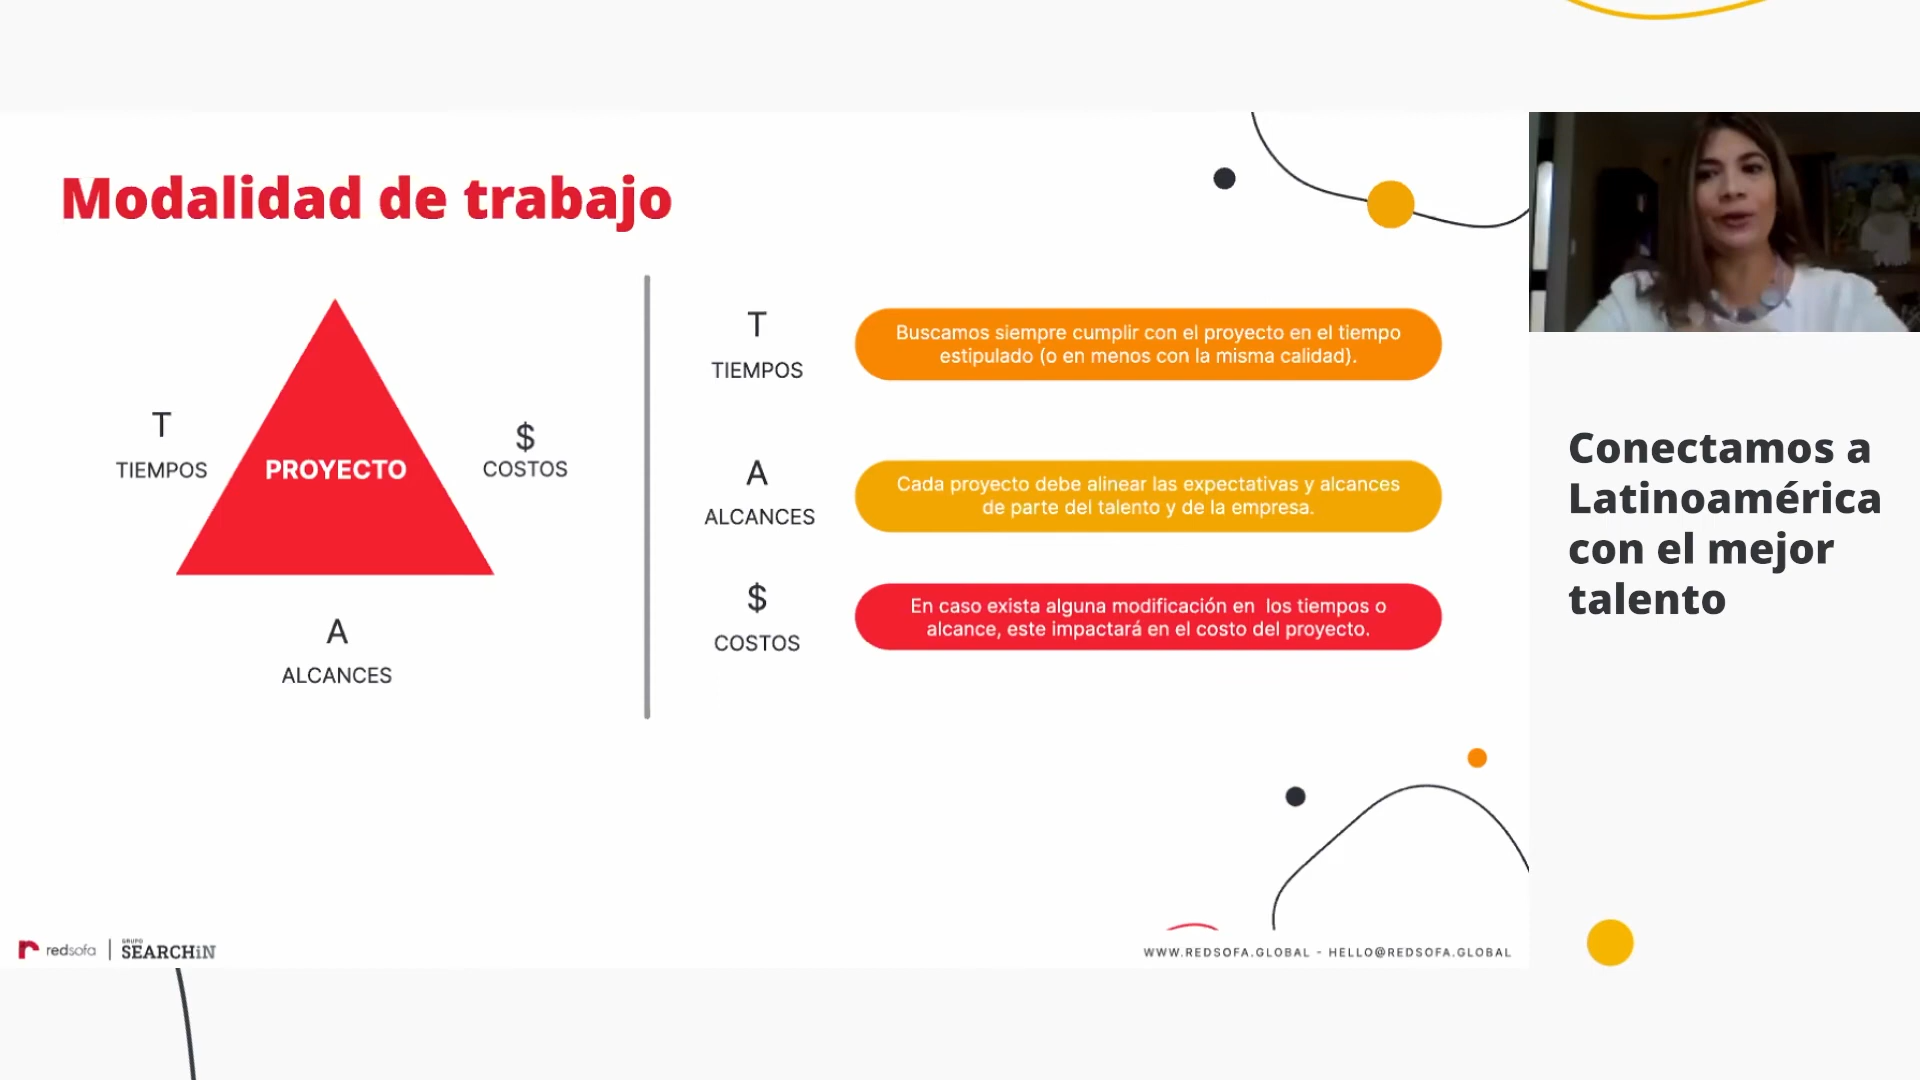 Modalidad de trabajo
T
TIEMPOS
PROYECTO
$
COSTOS
A
ALCANCES
T
TIEMPOS
Buscamos siempre cumplir con el proyecto en el tiempo
estipulado (o en menos con la misma calidad).
A
ALCANCES
Cada proyecto debe alinear las expectativas y alcances
de parte del talento y de la empresa.
$
COSTOS
En caso exista alguna modificación en los tiempos o
alcance, este impactará en el costo del proyecto.
Conectamos a
Latinoamérica
con el mejor
talento
redsofa
GRUPO
SEARCHiN
WWW.REDSOFA.GLOBAL - HELLO@REDSOFA.GLOBAL